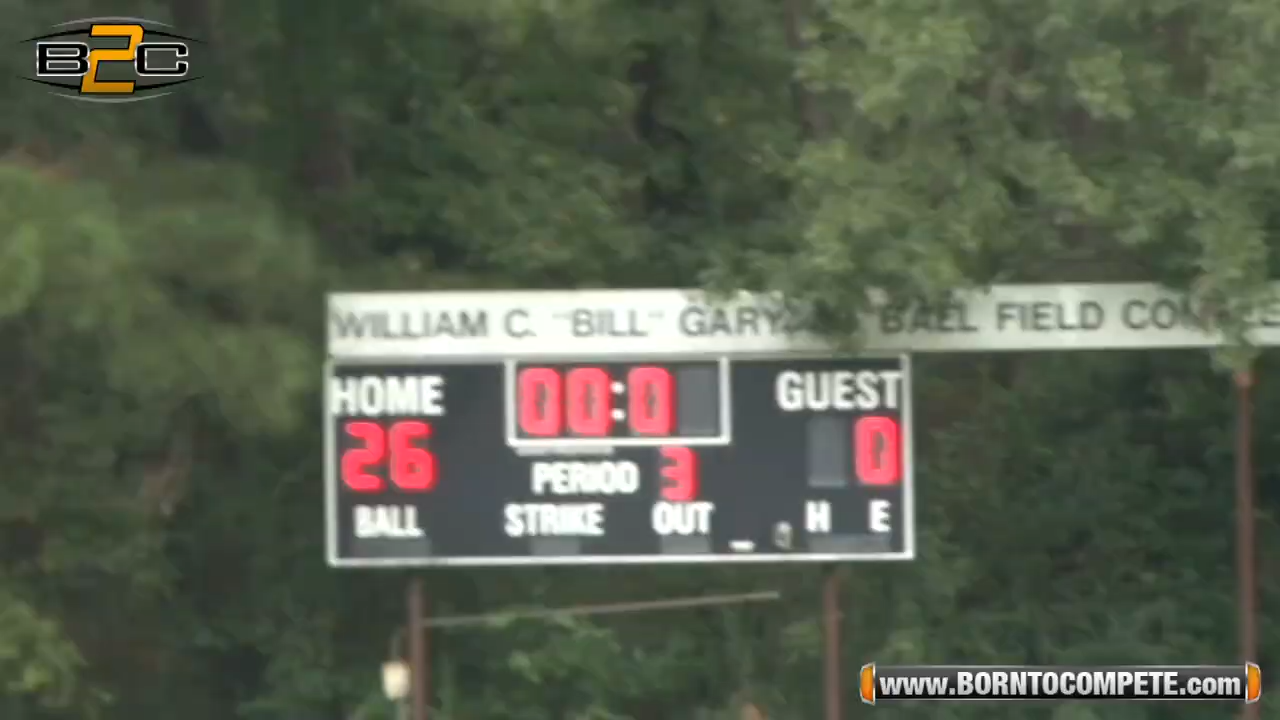 B2C
WILLIAM C. "BILL" GARY BALL FIELD
HOME 00:0 GUEST
26 0
PERIOD 3
BALL STRIKE OUT H E
www.BORNTOCOMPETE.com